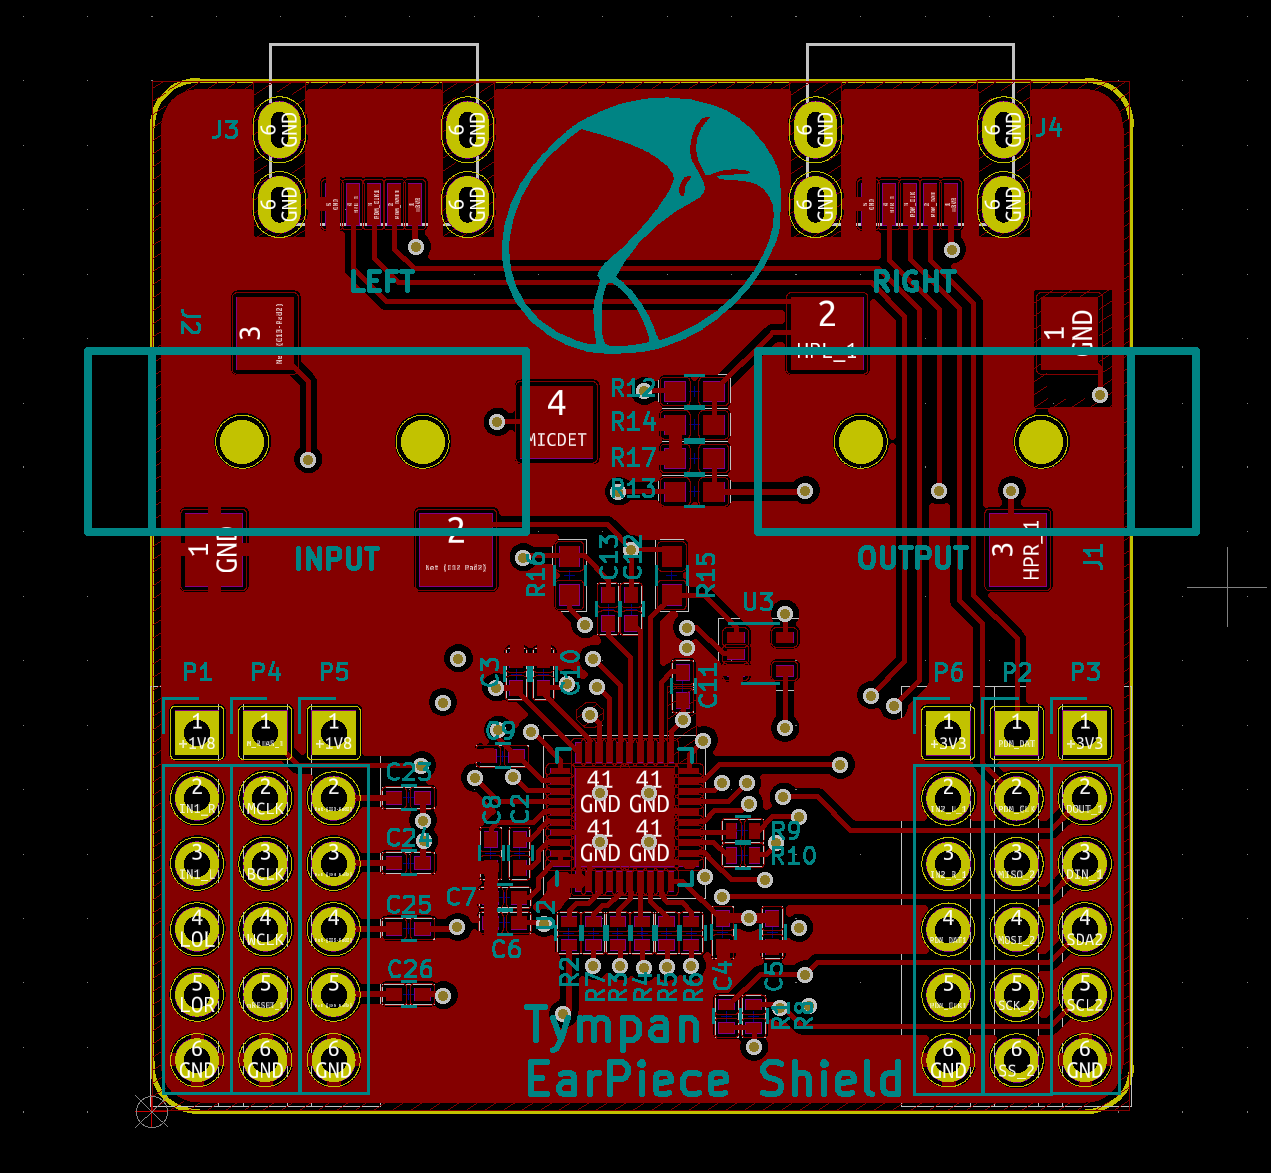 J3
6
GND
6
GND
6
GND
6
GND
J4
6
GND
6
GND
6
GND
6
GND
LEFT
RIGHT
J2
3
2
HPL_1
1
GND
4
MICDET
R12
R14
R17
R13
1
GND
2
INPUT
OUTPUT
3
HPR_1
J1
R16
C13
C12
R15
U3
C3
C10
C11
P1
P4
P5
P6
P2
P3
1
+1V8
1
1
+1V8
1
+3V3
1
PDM_DAT
1
+3V3
C9
C23
2
IN1_R
2
MCLK
2
41
GND
41
GND
41
GND
41
GND
2
IN2_L_1
2
PDM_CLK
2
DOUT_1
C8
C2
R9
R10
C24
3
IN1_L
3
BCLK
3
3
IN2_R_1
3
MISO_2
3
DIN_1
C7
C25
U2
C6
4
LOL
4
WCLK
4
4
4
MOSI_2
4
SDA2
R2
R7
R3
R4
R5
R6
C4
C5
C26
5
LOR
5
5
5
5
SCK_2
5
SCL2
R8
Tympan
EarPiece Shield
6
GND
6
GND
6
GND
6
GND
6
SS_2
6
GND